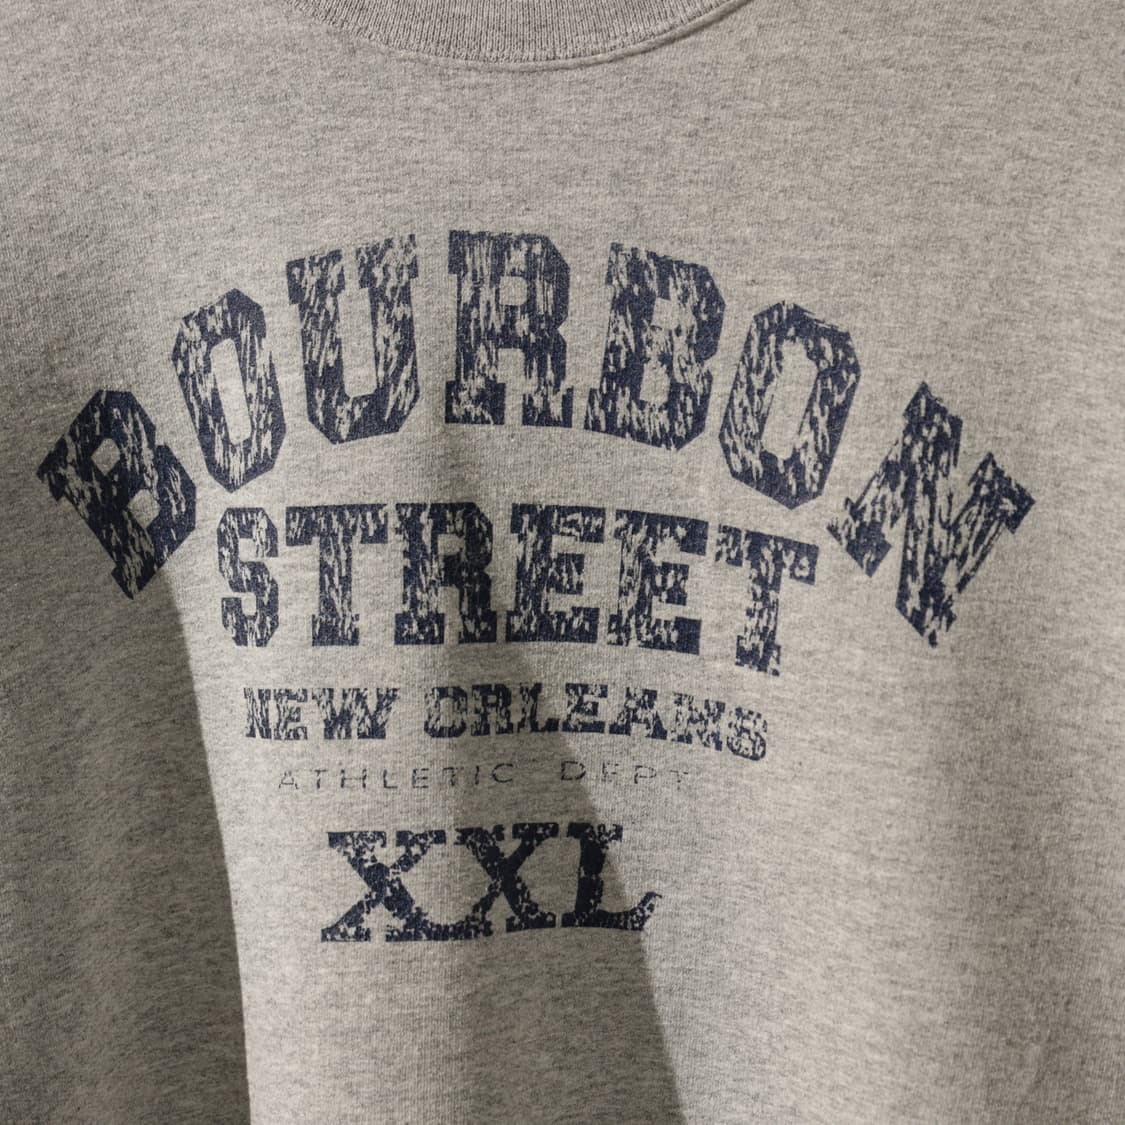 BOURBON
STREET
NEW ORLEANS
ATHLETIC DEPT
XXL